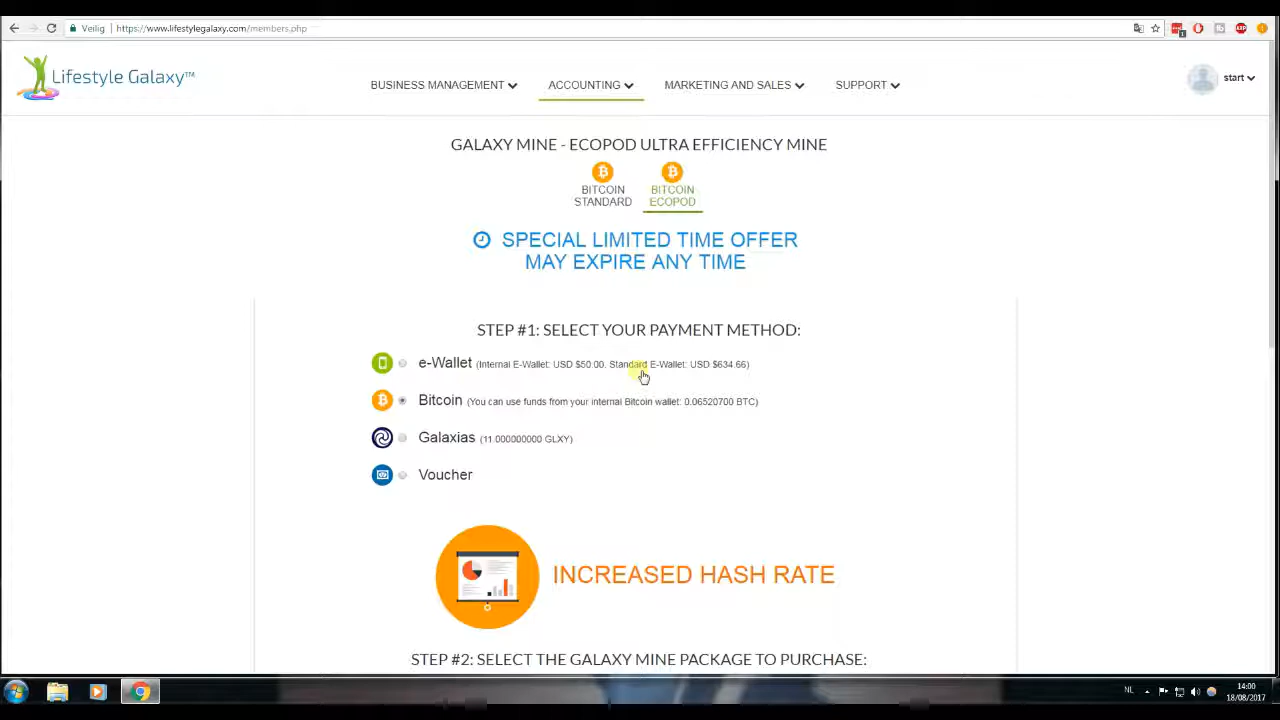 Veilig
https://www.lifestylegalaxy.com/members.php
Lifestyle Galaxy™
BUSINESS MANAGEMENT
ACCOUNTING
MARKETING AND SALES
SUPPORT
start
GALAXY MINE - ECOPOD ULTRA EFFICIENCY MINE
BITCOIN STANDARD
BITCOIN ECOPOD
SPECIAL LIMITED TIME OFFER
MAY EXPIRE ANY TIME
STEP #1: SELECT YOUR PAYMENT METHOD:
e-Wallet (Internal E-Wallet: USD $50.00. Standard E-Wallet: USD $634.66)
Bitcoin (You can use funds from your internal Bitcoin wallet: 0.06520700 BTC)
Galaxias (11.000000000 GLXY)
Voucher
INCREASED HASH RATE
STEP #2: SELECT THE GALAXY MINE PACKAGE TO PURCHASE:
NL
14:00
18/08/2017